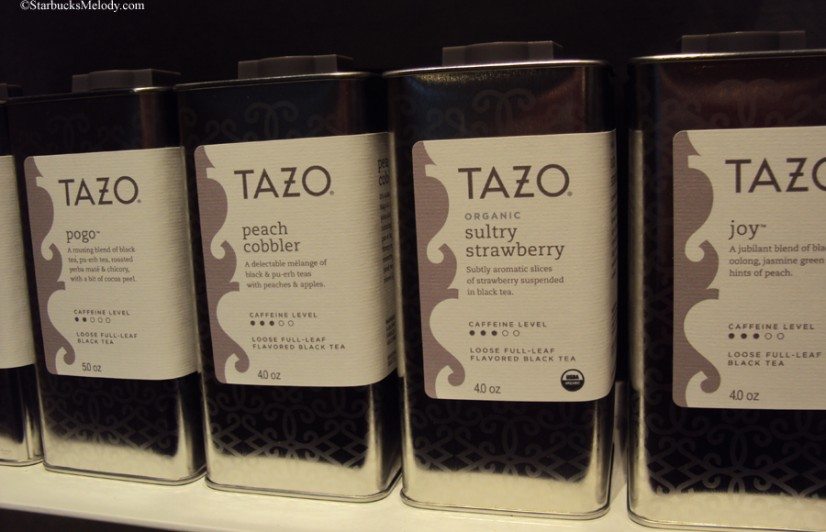 ©StarbucksMelody.com
TAZO®
pogo™
A rousing blend of black
tea, pu-erh tea, roasted
yerba maté & chicory,
with a bit of cocoa peel.
CAFFEINE LEVEL
LOOSE FULL-LEAF
BLACK TEA
5.0 oz
TAZO®
peach
cobbler
A delectable mélange of
black & pu-erh teas
with peaches & apples.
CAFFEINE LEVEL
LOOSE FULL-LEAF
FLAVORED BLACK TEA
4.0 oz
TAZO®
ORGANIC
sultry
strawberry
Subtly aromatic slices
of strawberry suspended
in black tea.
CAFFEINE LEVEL
LOOSE FULL-LEAF
FLAVORED BLACK TEA
4.0 oz
USDA
ORGANIC
TAZO
joy™
A jubilant blend of
oolong, jasmine green
hints of peach.
CAFFEINE LEVEL
LOOSE FULL-LEAF
BLACK TEA
4.0 oz